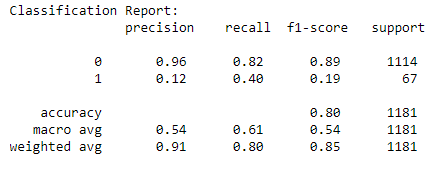 Classification Report:
precision recall f1-score support
0 0.96 0.82 0.89 1114
1 0.12 0.40 0.19 67
accuracy 0.80 1181
macro avg 0.54 0.61 0.54 1181
weighted avg 0.91 0.80 0.85 1181